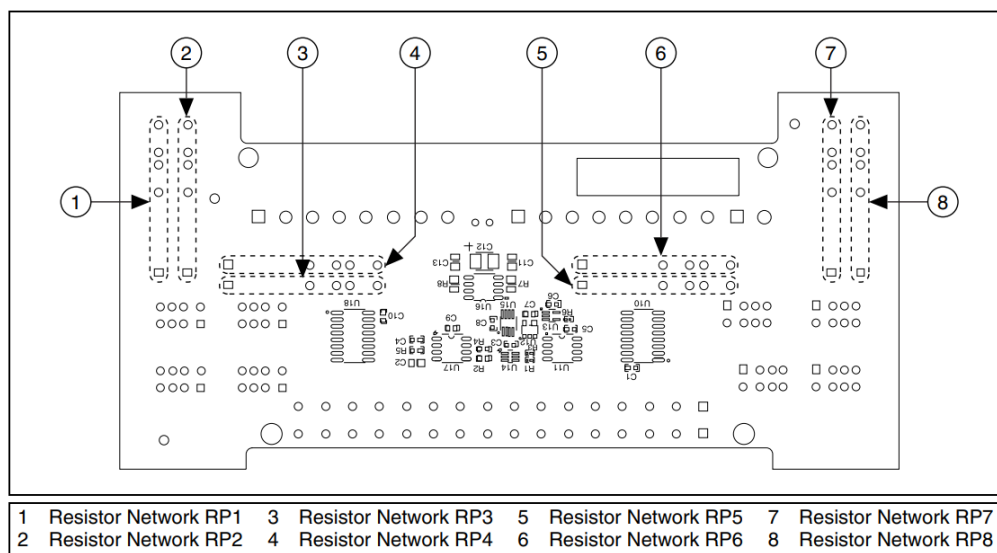 2 3 4 5 6 7
1
8
+ C12
C13 C11
R8 R7
U16
U18
C10
C6
U15 C7
R6
C8
U13
C5
U10
C9
C4 R4 C3 U12
R5
C2 R2 R1
U17 U14 U11
C1
1 Resistor Network RP1 3 Resistor Network RP3 5 Resistor Network RP5 7 Resistor Network RP7
2 Resistor Network RP2 4 Resistor Network RP4 6 Resistor Network RP6 8 Resistor Network RP8